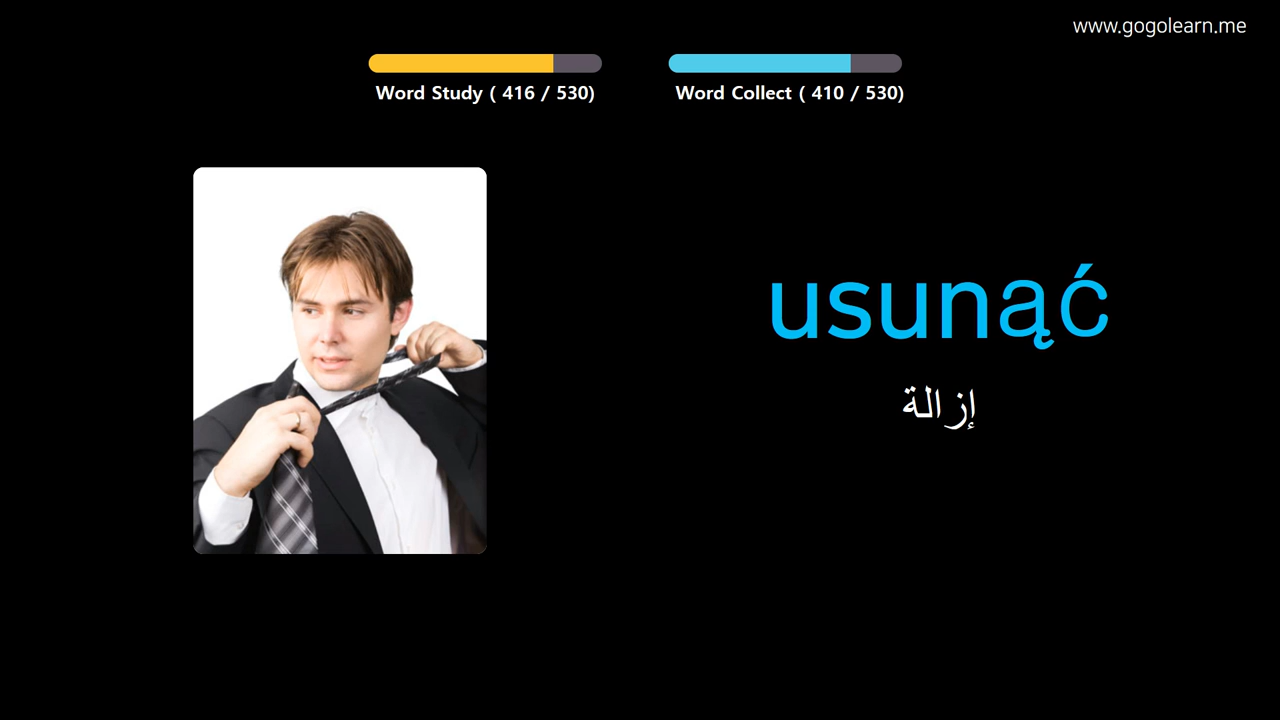 www.gogolearn.me
Word Study ( 416 / 530)
Word Collect ( 410 / 530)
usunąć
إزالة